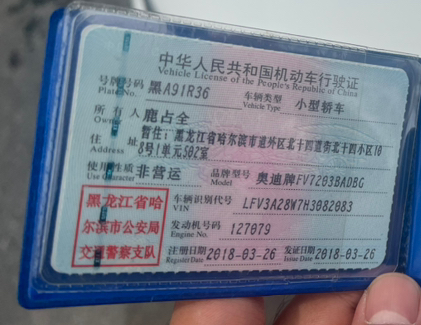 中华人民共和国机动车行驶证
Vehicle License of the People's Republic of China
号牌号码 黑A91R36 车辆类型 小型轿车
Plate No. Vehicle Type
所有人 鹿占全
Owner
住址 暂住：黑龙江省哈尔滨市道外区北十四道街北十四小区10
Address 8号1单元502室
使用性质 非营运 品牌型号 奥迪牌FV7203BADBG
Use Character Model
黑龙江省哈
尔滨市公安局
交通警察支队
车辆识别代号 LFV3A28W7H3082083
VIN
发动机号码 127079
Engine No.
注册日期 2018-03-26 发证日期 2018-03-26
Register Date Issue Date